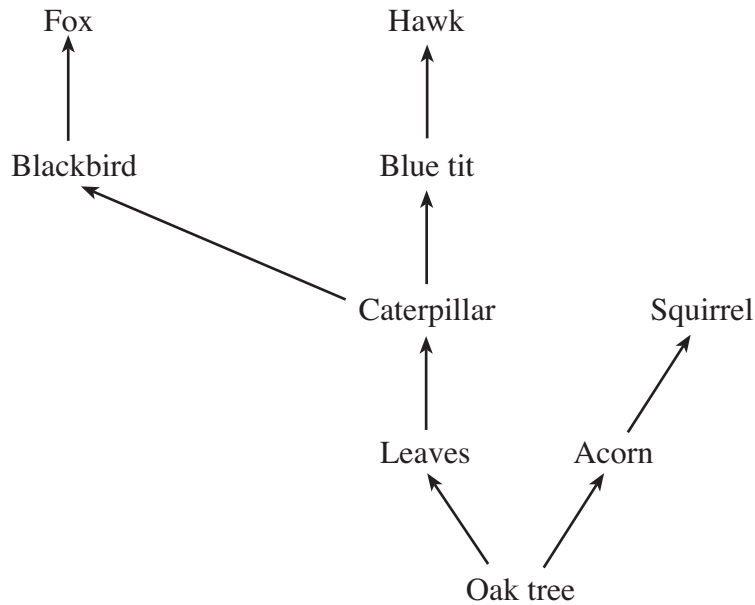 Fox
Hawk
Blackbird
Blue tit
Caterpillar
Squirrel
Leaves
Acorn
Oak tree